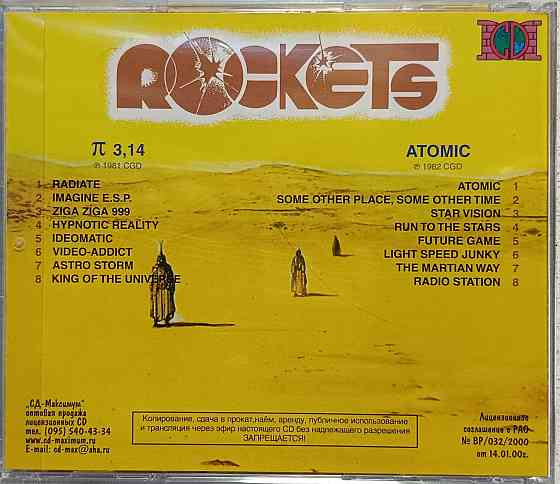 ROCKETS
CD
π 3,14
℗ 1981 CGD
1 RADIATE
2 IMAGINE E.S.P.
3 ZIGA ZIGA 999
4 HYPNOTIC REALITY
5 IDEOMATIC
6 VIDEO-ADDICT
7 ASTRO STORM
8 KING OF THE UNIVERSE
ATOMIC
℗ 1982 CGD
ATOMIC 1
SOME OTHER PLACE, SOME OTHER TIME 2
STAR VISION 3
RUN TO THE STARS 4
FUTURE GAME 5
LIGHT SPEED JUNKY 6
THE MARTIAN WAY 7
RADIO STATION 8
„СД-Максимум"
оптовая продажа
лицензионных CD
тел. (095) 540-43-34
www.cd-maximum.ru
E-mail: cd-max@aha.ru
Копирование, сдача в прокат,наём, аренду, публичное использование
и трансляция через эфир настоящего CD без надлежащего разрешения
ЗАПРЕЩАЕТСЯ!
Лицензионное
соглашение с РАО
№ ВР/032/2000
от 14.01.00г.